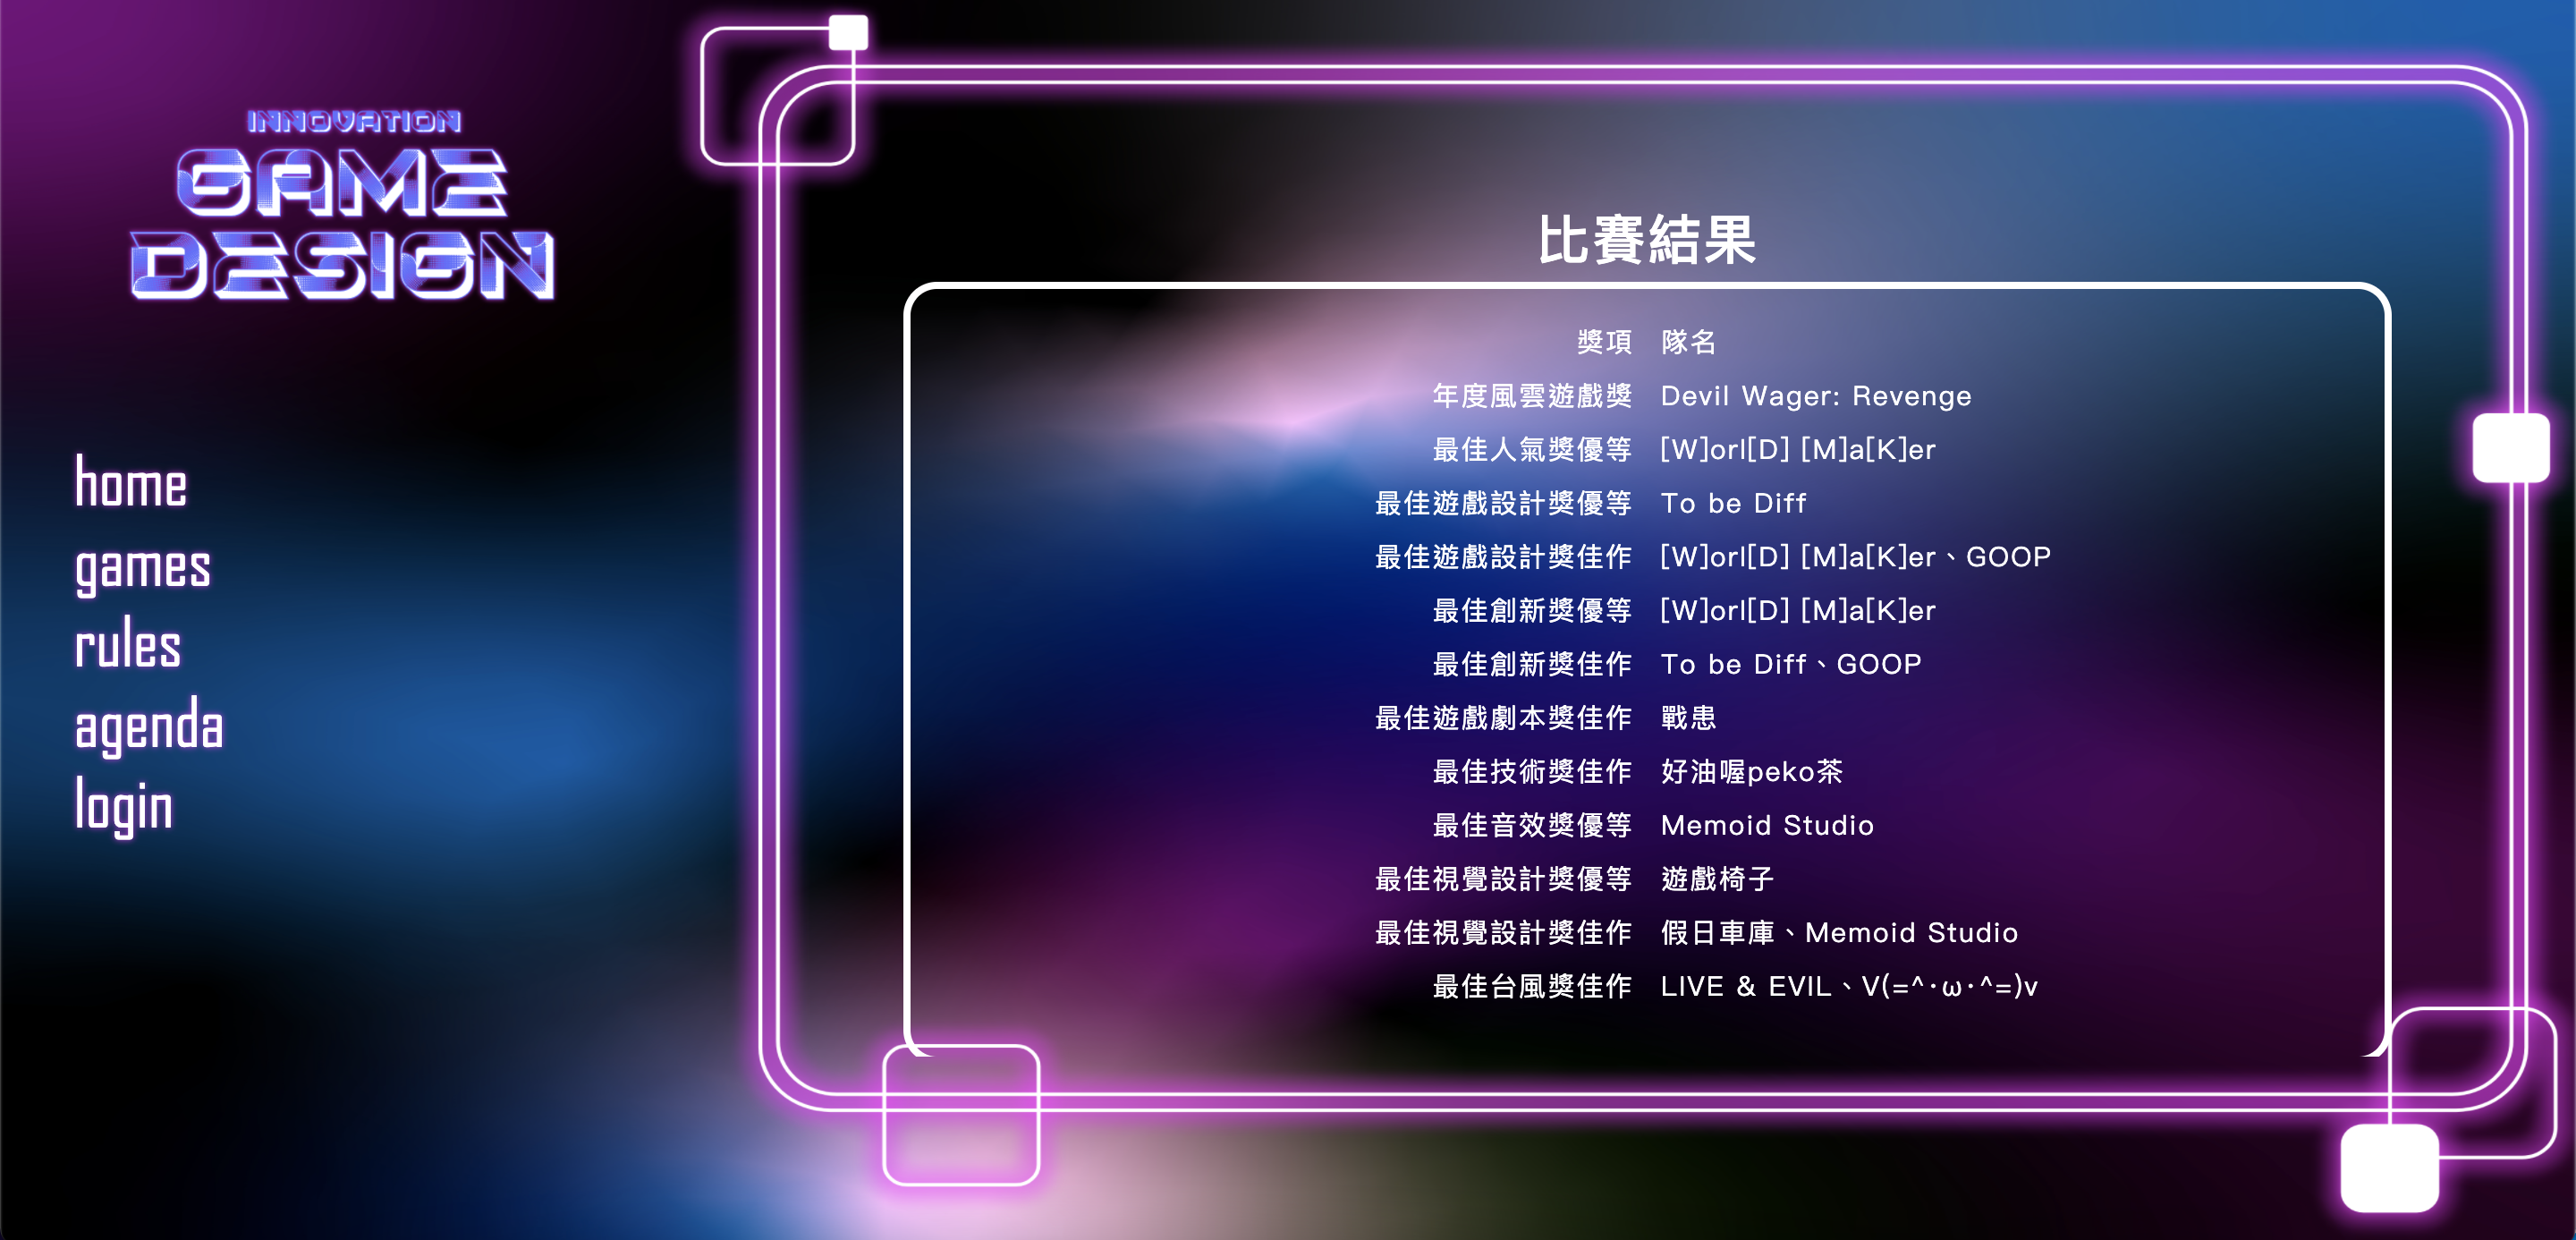 INNOVATION
GAME
DESIGN
home
games
rules
agenda
login
比賽結果
獎項 隊名
年度風雲遊戲獎 Devil Wager: Revenge
最佳人氣獎優等 [W]orl[D] [M]a[K]er
最佳遊戲設計獎優等 To be Diff
最佳遊戲設計獎佳作 [W]orl[D] [M]a[K]er、GOOP
最佳創新獎優等 [W]orl[D] [M]a[K]er
最佳創新獎佳作 To be Diff、GOOP
最佳遊戲劇本獎佳作 戰患
最佳技術獎佳作 好油喔peko茶
最佳音效獎優等 Memoid Studio
最佳視覺設計獎優等 遊戲椅子
最佳視覺設計獎佳作 假日車庫、Memoid Studio
最佳台風獎佳作 LIVE & EVIL、V(=^･ω･^=)v